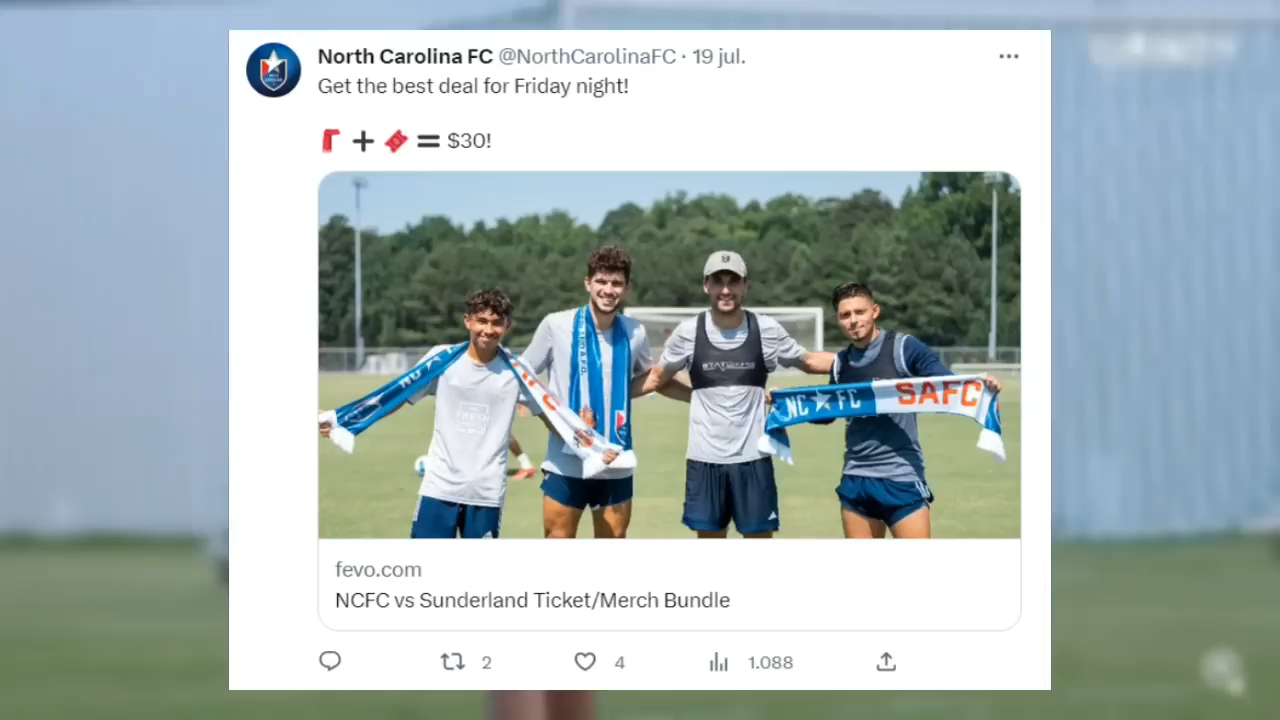 North Carolina FC @NorthCarolinaFC · 19 jul.
Get the best deal for Friday night!
🧣 ➕ 🎟 🟰 $30!
NC FC
SAFC
fevo.com
NCFC vs Sunderland Ticket/Merch Bundle
2 4 1.088